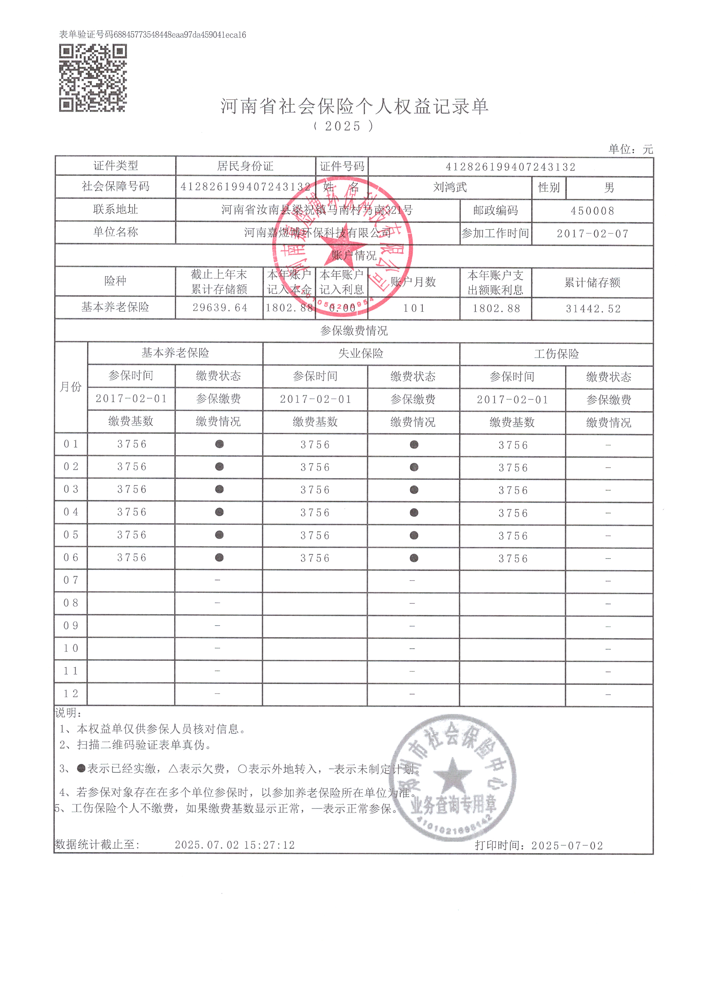 表单验证号码68845773548448eaa97da459041eca16
河南省社会保险个人权益记录单
( 2025 )
单位：元
证件类型 居民身份证 证件号码 412826199407243132
社会保障号码 412826199407243132 姓 名 刘鸿武 性别 男
联系地址 河南省汝南县梁祝镇马南村马南321号 邮政编码 450008
单位名称 河南嘉煜博环保科技有限公司 参加工作时间 2017-02-07
账户情况
险种 截止上年末累计存储额 本年账户记入本金 本年账户记入利息 账户月数 本年账户支出额账利息 累计储存额
基本养老保险 29639.64 1802.88 0.00 101 1802.88 31442.52
参保缴费情况
月份 基本养老保险 失业保险 工伤保险
参保时间 缴费状态 参保时间 缴费状态 参保时间 缴费状态
2017-02-01 参保缴费 2017-02-01 参保缴费 2017-02-01 参保缴费
缴费基数 缴费情况 缴费基数 缴费情况 缴费基数 缴费情况
01 3756 ● 3756 ● 3756 -
02 3756 ● 3756 ● 3756 -
03 3756 ● 3756 ● 3756 -
04 3756 ● 3756 ● 3756 -
05 3756 ● 3756 ● 3756 -
06 3756 ● 3756 ● 3756 -
07 - - -
08 - - -
09 - - -
10 - - -
11 - - -
12 - - -
说明：
1、本权益单仅供参保人员核对信息。
2、扫描二维码验证表单真伪。
3、●表示已经实缴，△表示欠费，○表示外地转入，-表示未制定计划。
4、若参保对象存在在多个单位参保时，以参加养老保险所在单位为准。
5、工伤保险个人不缴费，如果缴费基数显示正常，—表示正常参保。
数据统计截止至: 2025.07.02 15:27:12 打印时间：2025-07-02
河南嘉煜博环保科技有限公司
郑州市社会保险中心
业务查询专用章